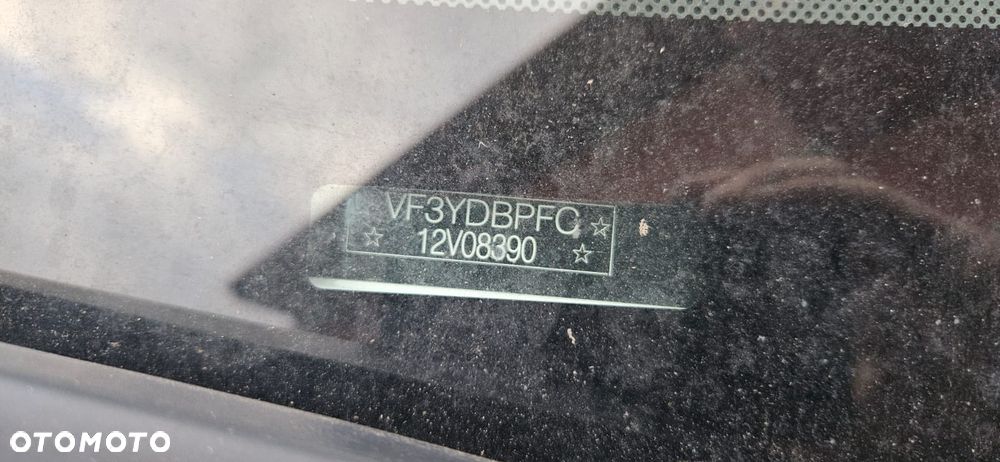 VF3YDBPFC☆
☆ 12V08390 ☆
OTOMOTO